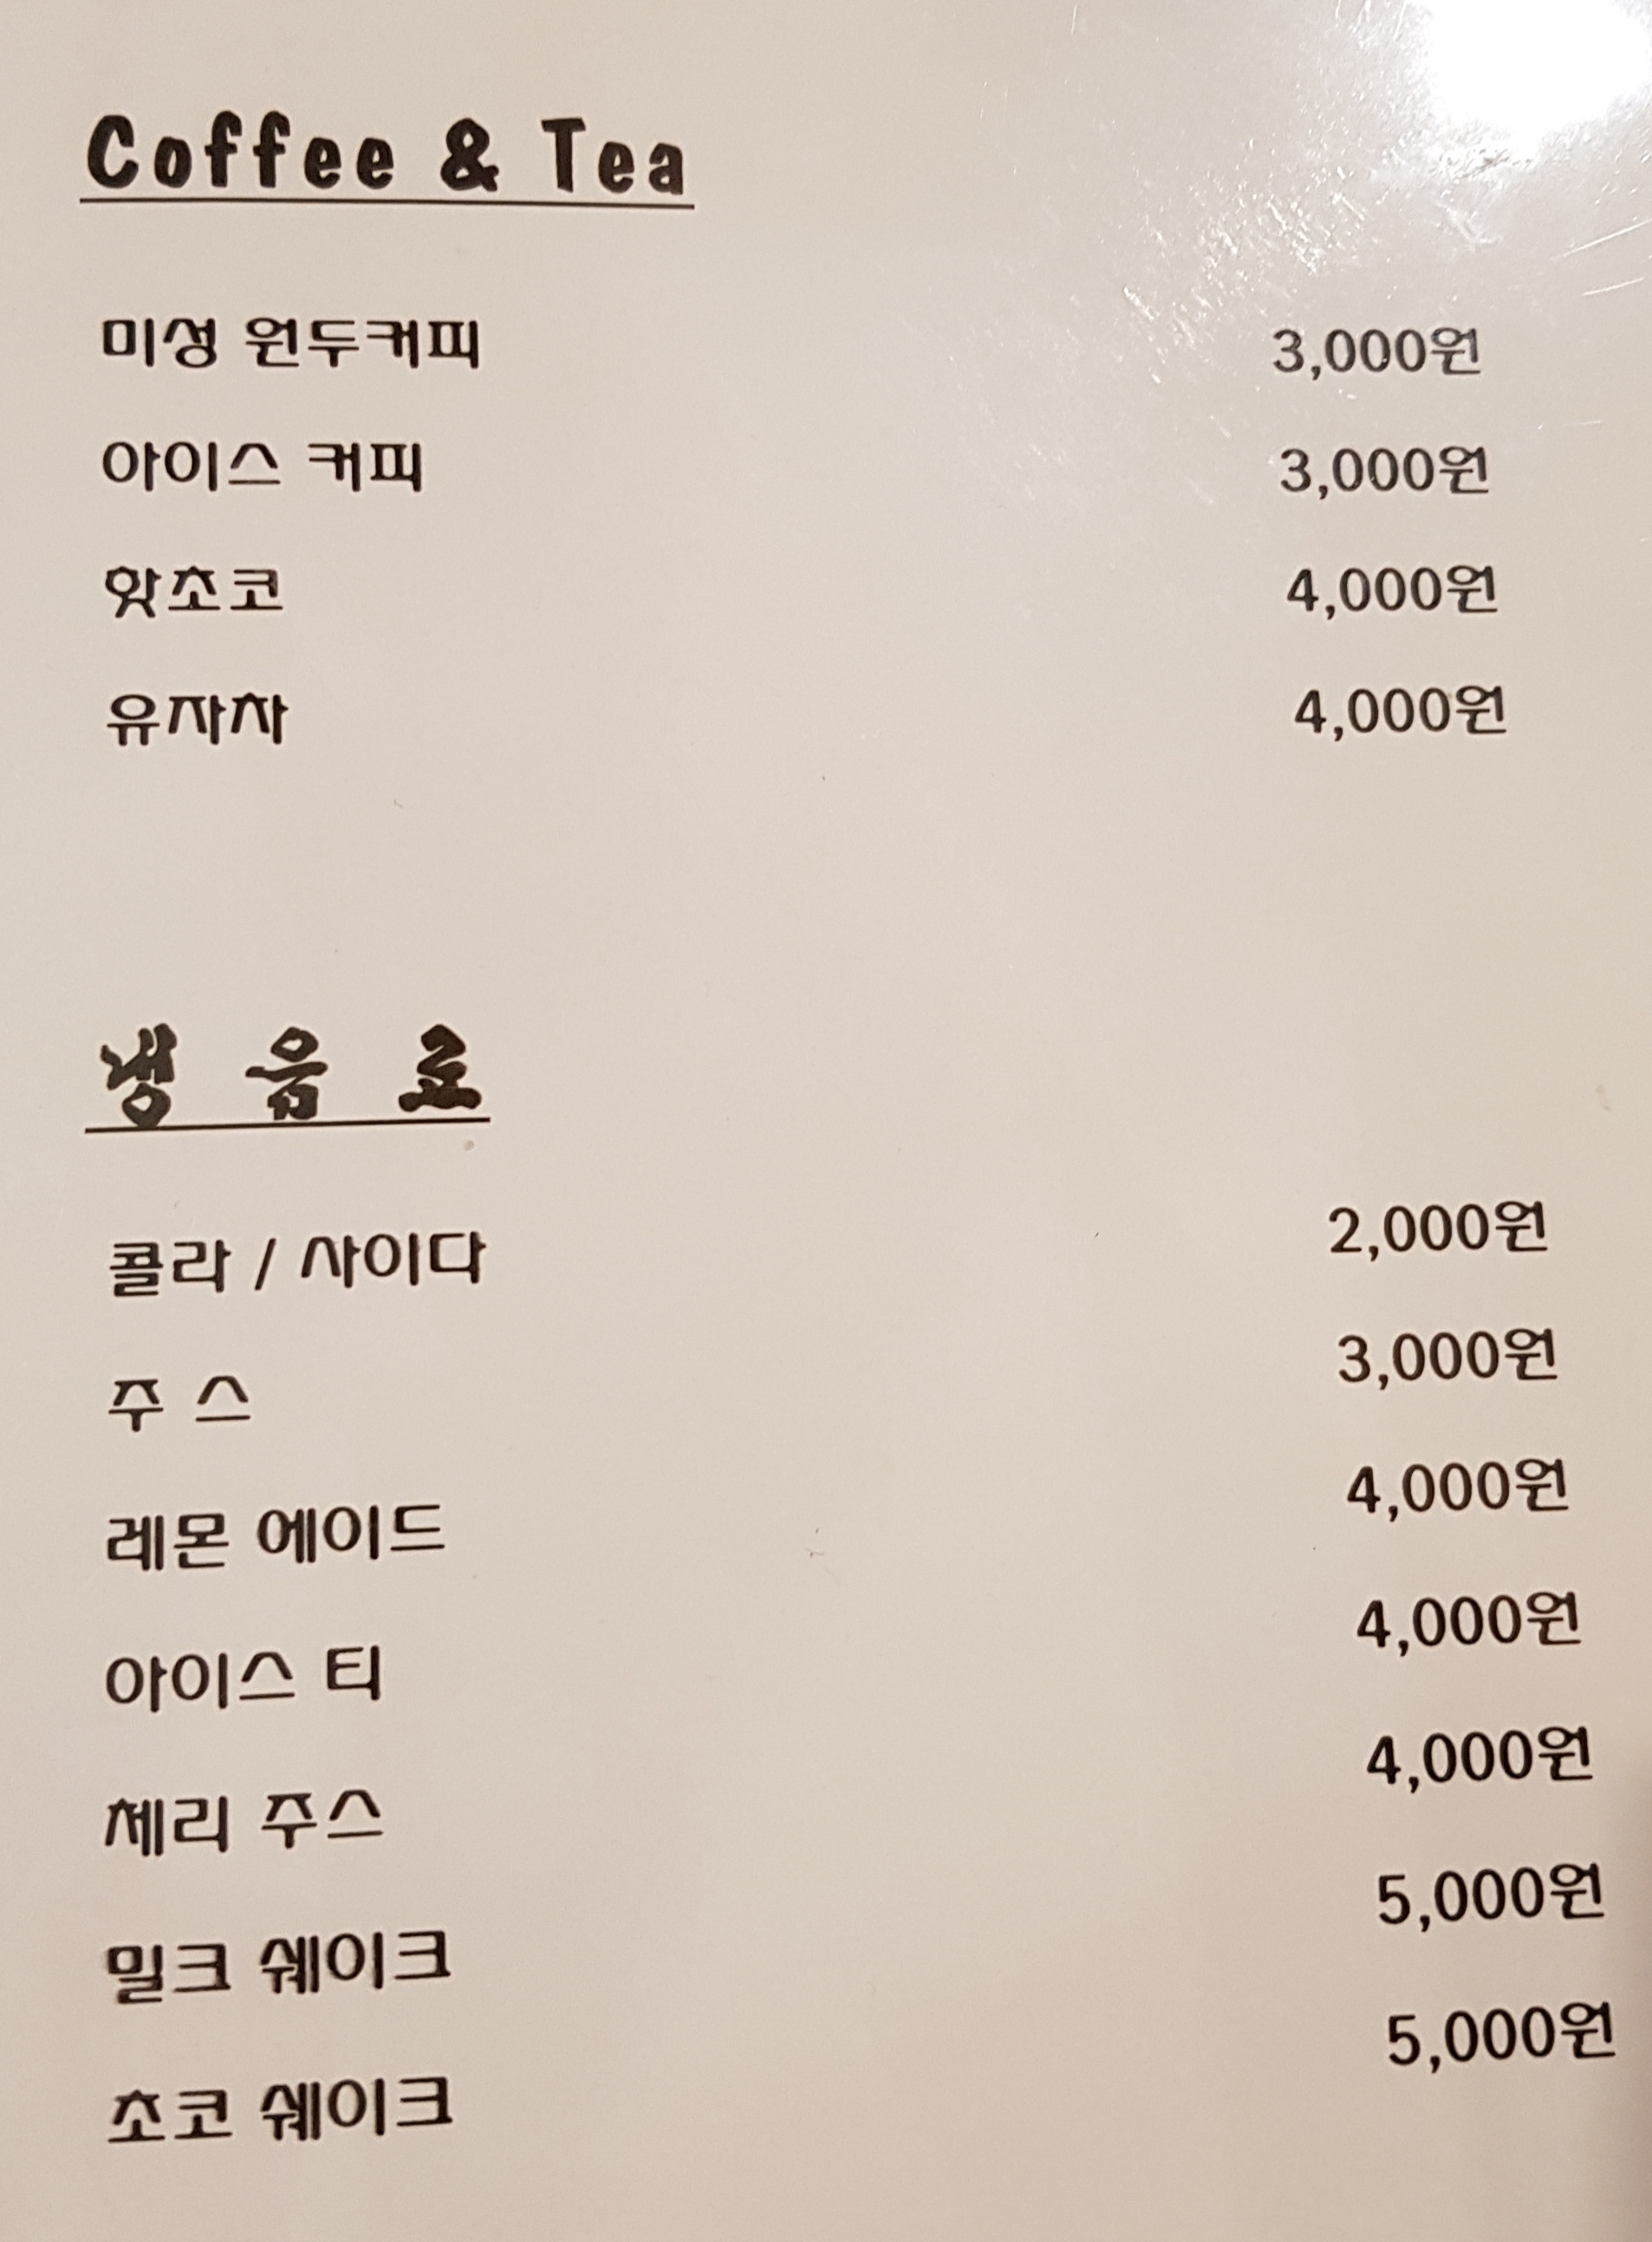 Coffee & Tea
미성 원두커피 3,000원
아이스 커피 3,000원
핫초코 4,000원
유자차 4,000원
냉 음 료
콜라 / 사이다 2,000원
주 스 3,000원
레몬 에이드 4,000원
아이스 티 4,000원
체리 주스 4,000원
밀크 쉐이크 5,000원
초코 쉐이크 5,000원